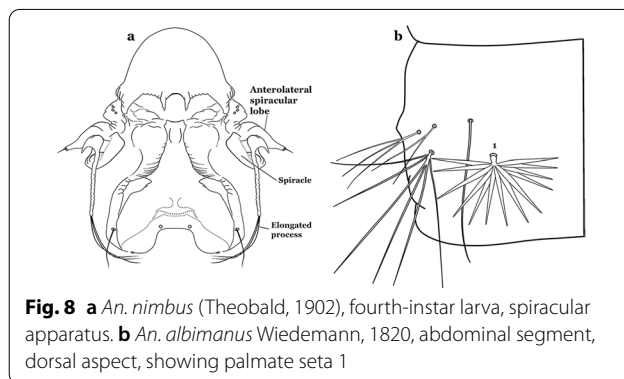 a
b
Anterolateral
spiracular
lobe
1
Spiracle
Elongated
process
Fig. 8 a An. nimbus (Theobald, 1902), fourth-instar larva, spiracular
apparatus. b An. albimanus Wiedemann, 1820, abdominal segment,
dorsal aspect, showing palmate seta 1